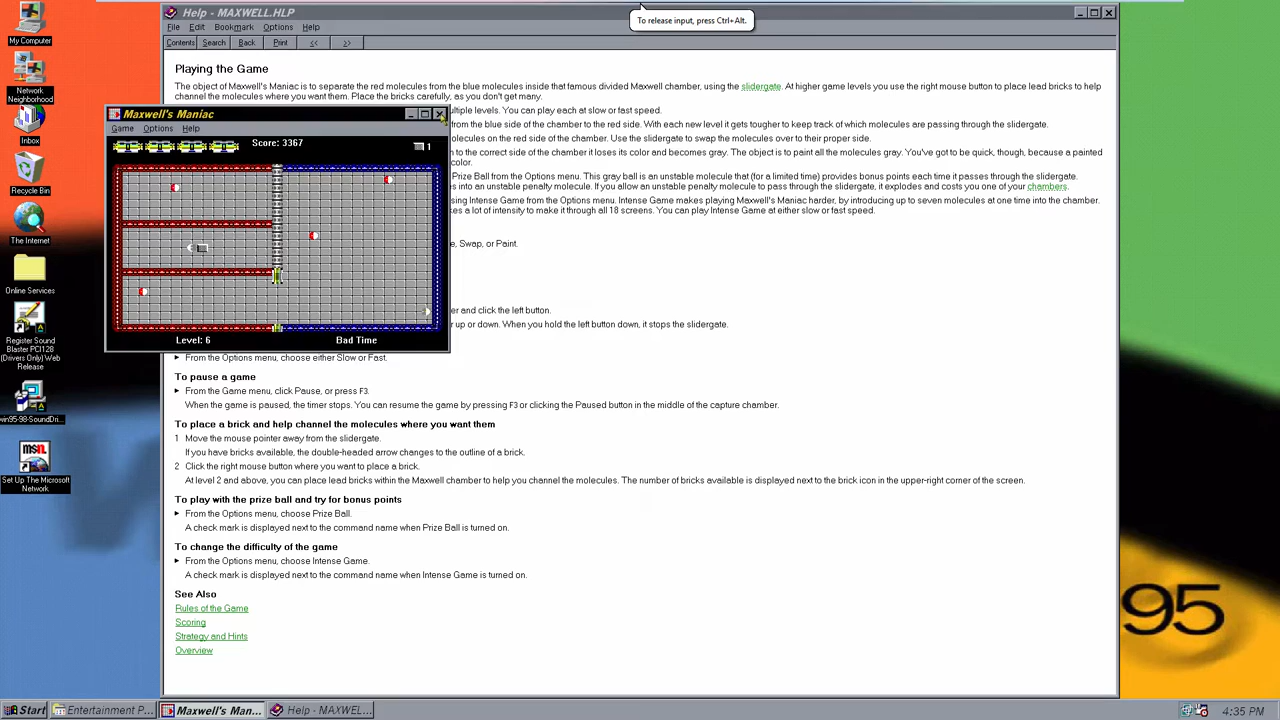 Help - MAXWELL.HLP
To release input, press Ctrl+Alt.
File Edit Bookmark Options Help
Contents Search Back Print << >>
My Computer
Network Neighborhood
Inbox
Recycle Bin
The Internet
Online Services
Register Sound Blaster PCI128 (Drivers Only) Web Release
win95-98-SoundDri...
Set Up The Microsoft Network
Playing the Game
The object of Maxwell's Maniac is to separate the red molecules from the blue molecules inside that famous divided Maxwell chamber, using the slidergate. At higher game levels you use the right mouse button to place lead bricks to help
channel the molecules where you want them. Place the bricks carefully, as you don't get many.
ultiple levels. You can play each at slow or fast speed.
from the blue side of the chamber to the red side. With each new level it gets tougher to keep track of which molecules are passing through the slidergate.
olecules on the red side of the chamber. Use the slidergate to swap the molecules over to their proper side.
n to the correct side of the chamber it loses its color and becomes gray. The object is to paint all the molecules gray. You've got to be quick, though, because a painted
color.
Prize Ball from the Options menu. This gray ball is an unstable molecule that (for a limited time) provides bonus points each time it passes through the slidergate.
es into an unstable penalty molecule. If you allow an unstable penalty molecule to pass through the slidergate, it explodes and costs you one of your chambers.
sing Intense Game from the Options menu. Intense Game makes playing Maxwell's Maniac harder, by introducing up to seven molecules at one time into the chamber.
es a lot of intensity to make it through all 18 screens. You can play Intense Game at either slow or fast speed.
e, Swap, or Paint.
er and click the left button.
r up or down. When you hold the left button down, it stops the slidergate.
Maxwell's Maniac
Game Options Help
Score: 3367
1
Level: 6
Bad Time
From the Options menu, choose either Slow or Fast.
To pause a game
From the Game menu, click Pause, or press F3.
When the game is paused, the timer stops. You can resume the game by pressing F3 or clicking the Paused button in the middle of the capture chamber.
To place a brick and help channel the molecules where you want them
1 Move the mouse pointer away from the slidergate.
If you have bricks available, the double-headed arrow changes to the outline of a brick.
2 Click the right mouse button where you want to place a brick.
At level 2 and above, you can place lead bricks within the Maxwell chamber to help you channel the molecules. The number of bricks available is displayed next to the brick icon in the upper-right corner of the screen.
To play with the prize ball and try for bonus points
From the Options menu, choose Prize Ball.
A check mark is displayed next to the command name when Prize Ball is turned on.
To change the difficulty of the game
From the Options menu, choose Intense Game.
A check mark is displayed next to the command name when Intense Game is turned on.
See Also
Rules of the Game
Scoring
Strategy and Hints
Overview
95
Start
Entertainment P...
Maxwell's Man...
Help - MAXWEL...
4:35 PM